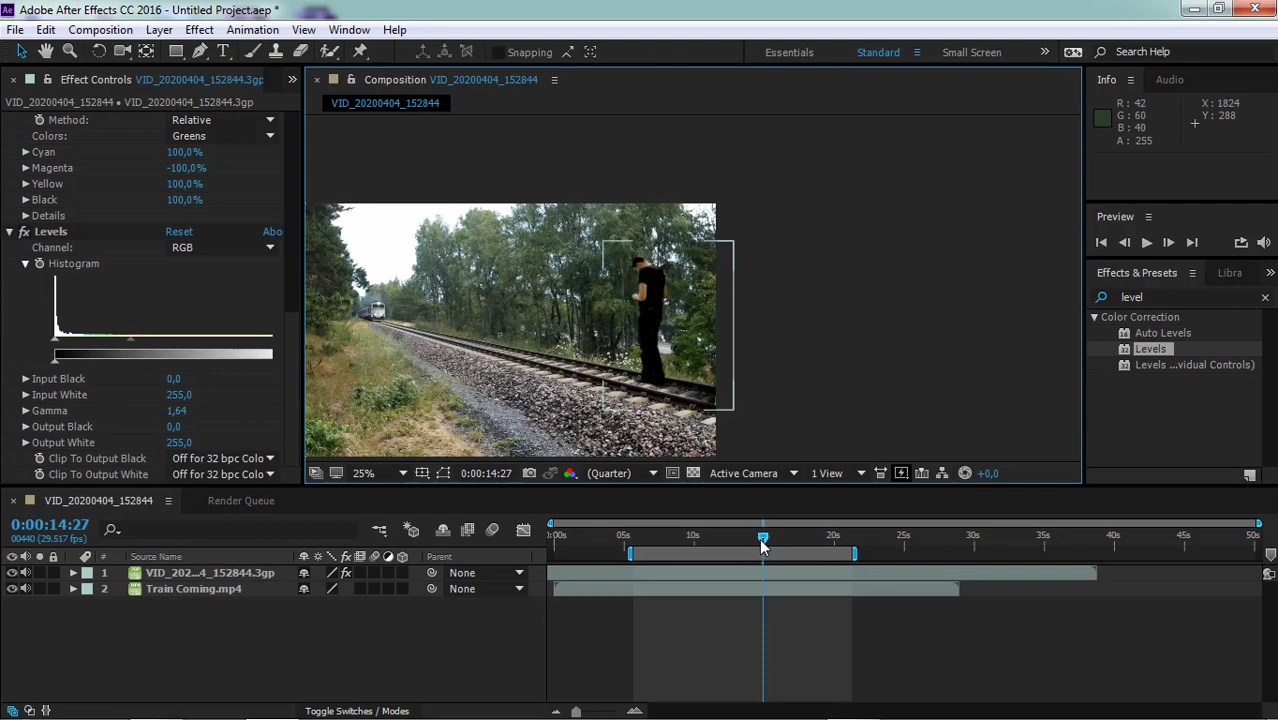 Ae Adobe After Effects CC 2016 - Untitled Project.aep *
File Edit Composition Layer Effect Animation View Window Help
Snapping Essentials Standard Small Screen Search Help
Effect Controls VID_20200404_152844.3gp
VID_20200404_152844 • VID_20200404_152844.3gp
Method: Relative
Colors: Greens
Cyan 100,0%
Magenta -100,0%
Yellow 100,0%
Black 100,0%
Details
fx Levels Reset Abo
Channel: RGB
Histogram
Input Black 0,0
Input White 255,0
Gamma 1,64
Output Black 0,0
Output White 255,0
Clip To Output Black Off for 32 bpc Colo
Clip To Output White Off for 32 bpc Colo
Composition VID_20200404_152844
VID_20200404_152844
25% 0:00:14:27 (Quarter) Active Camera 1 View +0,0
Info Audio
R : 42 X : 1824
G : 60 Y : 288
B : 40
A : 255
Preview
Effects & Presets Libra
level
Color Correction
Auto Levels
Levels
Levels ...vidual Controls)
VID_20200404_152844 Render Queue
0:00:14:27
00440 (29.517 fps)
:00s 05s 10s 15s 20s 25s 30s 35s 40s 45s 50s
# Source Name fx Parent
1 VID_202...4_152844.3gp fx None
2 Train Coming.mp4 None
Toggle Switches / Modes